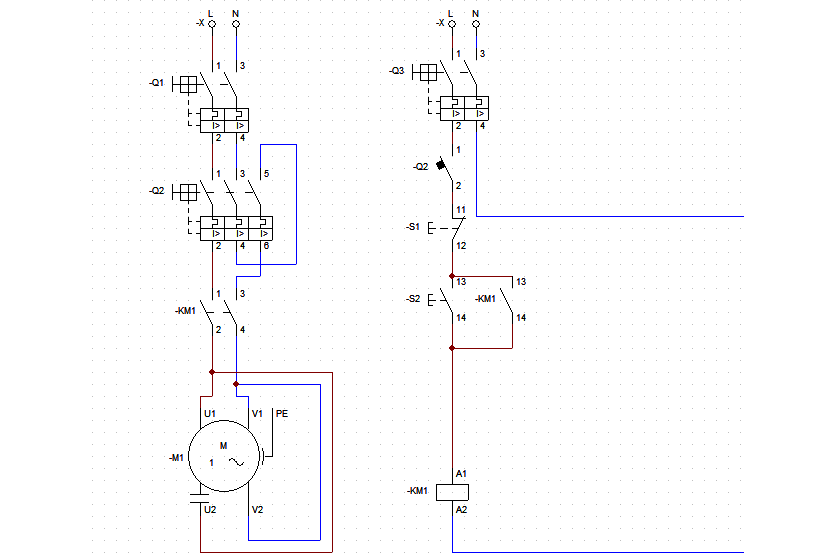 L N
-X
1 3
-Q1
I> I>
2 4
1 3 5
-Q2
I> I> I>
2 4 6
1 3
-KM1
2 4
U1 V1 PE
M
-M1 1
U2 V2
L N
-X
1 3
-Q3
I> I>
2 4
1
-Q2
2
11
-S1
12
13 13
-S2 -KM1
14 14
A1
-KM1
A2